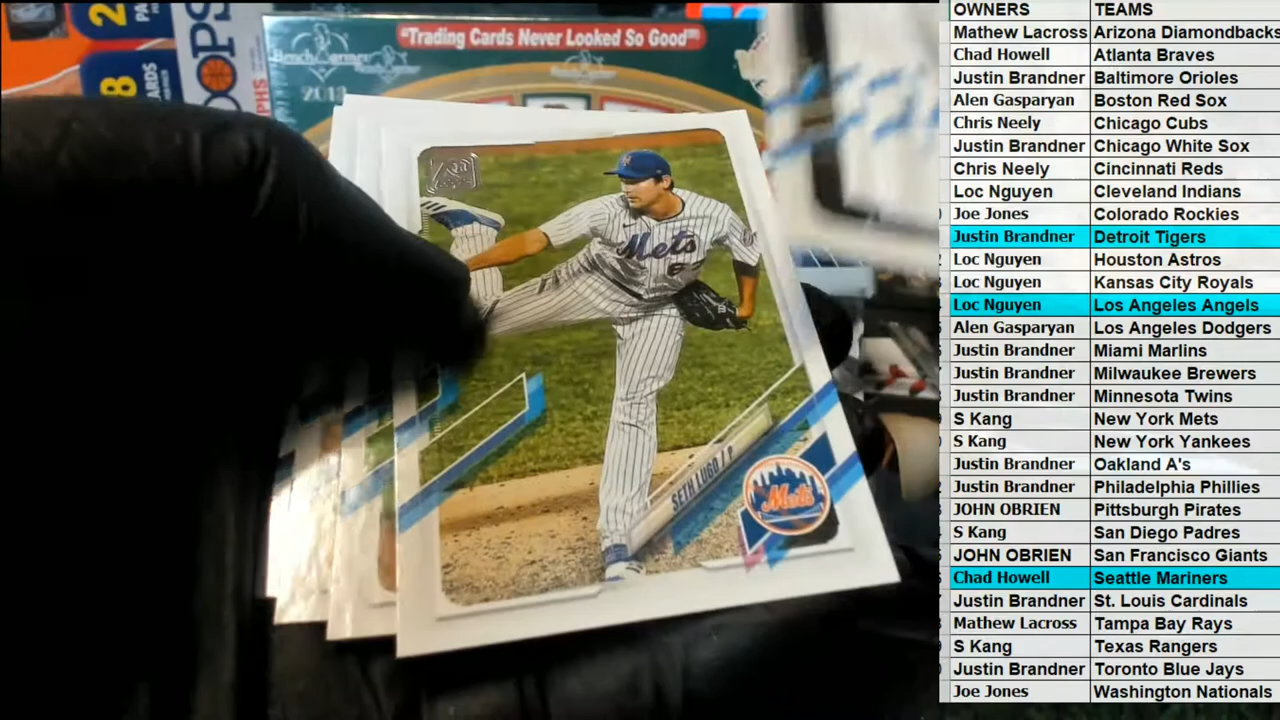 "Trading Cards Never Looked So Good"
BenchWarmer
2013
2
8
CARDS
OOPS
Mets
6
SETH LUGO / P
Mets
OWNERS TEAMS
Mathew Lacross Arizona Diamondbacks
Chad Howell Atlanta Braves
Justin Brandner Baltimore Orioles
Alen Gasparyan Boston Red Sox
Chris Neely Chicago Cubs
Justin Brandner Chicago White Sox
Chris Neely Cincinnati Reds
Loc Nguyen Cleveland Indians
Joe Jones Colorado Rockies
Justin Brandner Detroit Tigers
Loc Nguyen Houston Astros
Loc Nguyen Kansas City Royals
Loc Nguyen Los Angeles Angels
Alen Gasparyan Los Angeles Dodgers
Justin Brandner Miami Marlins
Justin Brandner Milwaukee Brewers
Justin Brandner Minnesota Twins
S Kang New York Mets
S Kang New York Yankees
Justin Brandner Oakland A's
Justin Brandner Philadelphia Phillies
JOHN OBRIEN Pittsburgh Pirates
S Kang San Diego Padres
JOHN OBRIEN San Francisco Giants
Chad Howell Seattle Mariners
Justin Brandner St. Louis Cardinals
Mathew Lacross Tampa Bay Rays
S Kang Texas Rangers
Justin Brandner Toronto Blue Jays
Joe Jones Washington Nationals